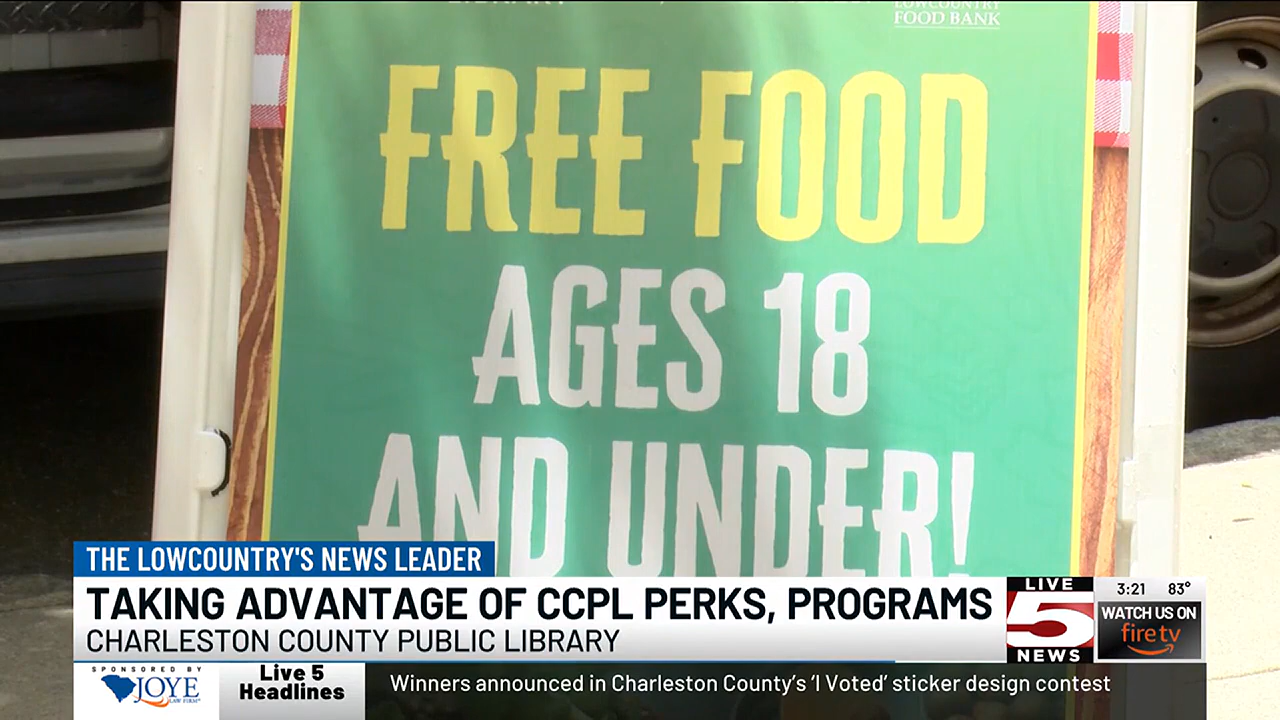 LOWCOUNTRY
FOOD BANK
FREE FOOD
AGES 18
AND UNDER!
THE LOWCOUNTRY'S NEWS LEADER
TAKING ADVANTAGE OF CCPL PERKS, PROGRAMS
CHARLESTON COUNTY PUBLIC LIBRARY
LIVE
5
NEWS
3:21 83°
WATCH US ON
fire tv
SPONSORED BY
JOYE
LAW FIRM
Live 5
Headlines
Winners announced in Charleston County's 'I Voted' sticker design contest